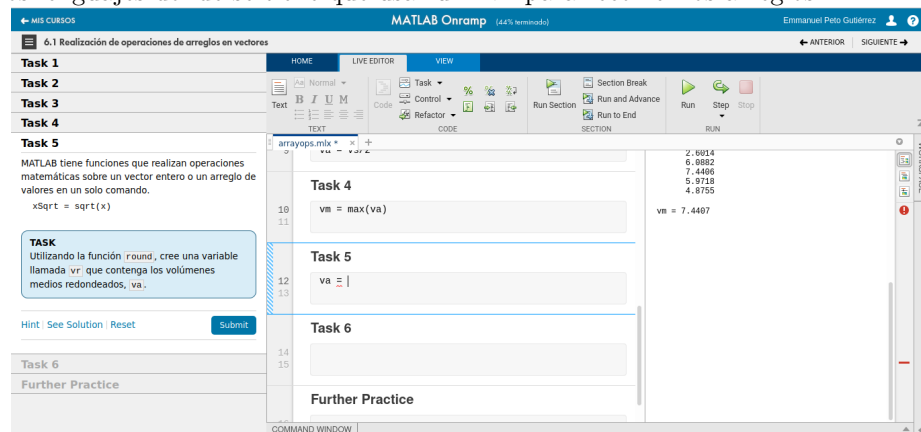 MIS CURSOS
MATLAB Onramp (44% terminado)
Emmanuel Peto Gutiérrez
6.1 Realización de operaciones de arreglos en vectores
ANTERIOR | SIGUIENTE
Task 1
Task 2
Task 3
Task 4
Task 5
MATLAB tiene funciones que realizan operaciones
matemáticas sobre un vector entero o un arreglo de
valores en un solo comando.
xSqrt = sqrt(x)
TASK
Utilizando la función round, cree una variable
llamada vr que contenga los volúmenes
medios redondeados, va.
Hint | See Solution | Reset
Submit
Task 6
Further Practice
HOME
LIVE EDITOR
VIEW
Text
Normal
B I U M
TEXT
Code
Task
Control
Refactor
CODE
Run Section
Section Break
Run and Advance
Run to End
SECTION
Run
Step
Stop
RUN
arrayops.mlx *
9 va = vs/2
Task 4
10 vm = max(va)
11
Task 5
12 va =
13
Task 6
14
15
Further Practice
2.6014
6.0882
7.4406
5.9718
4.8755
vm = 7.4407
COMMAND WINDOW